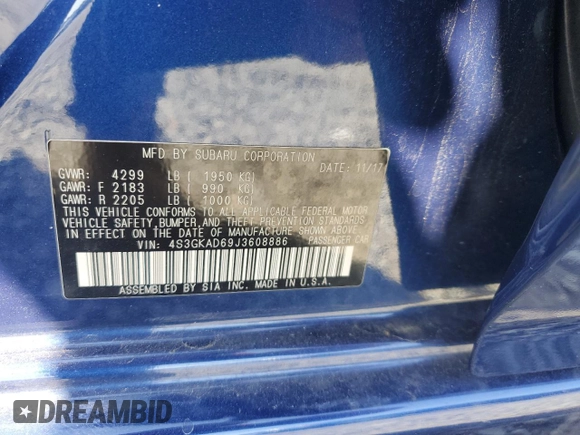 MFD BY SUBARU CORPORATION
DATE: 11/17
GVWR: 4299 LB ( 1950 KG)
GAWR: F 2183 LB ( 990 KG)
GAWR: R 2205 LB ( 1000 KG)
THIS VEHICLE CONFORMS TO ALL APPLICABLE FEDERAL MOTOR
VEHICLE SAFETY, BUMPER, AND THEFT PREVENTION STANDARDS
IN EFFECT ON THE DATE OF MANUFACTURE SHOWN ABOVE.
VIN: 4S3GKAD69J3608886 PASSENGER CAR
ASSEMBLED BY SIA INC. MADE IN U.S.A.
DREAMBID